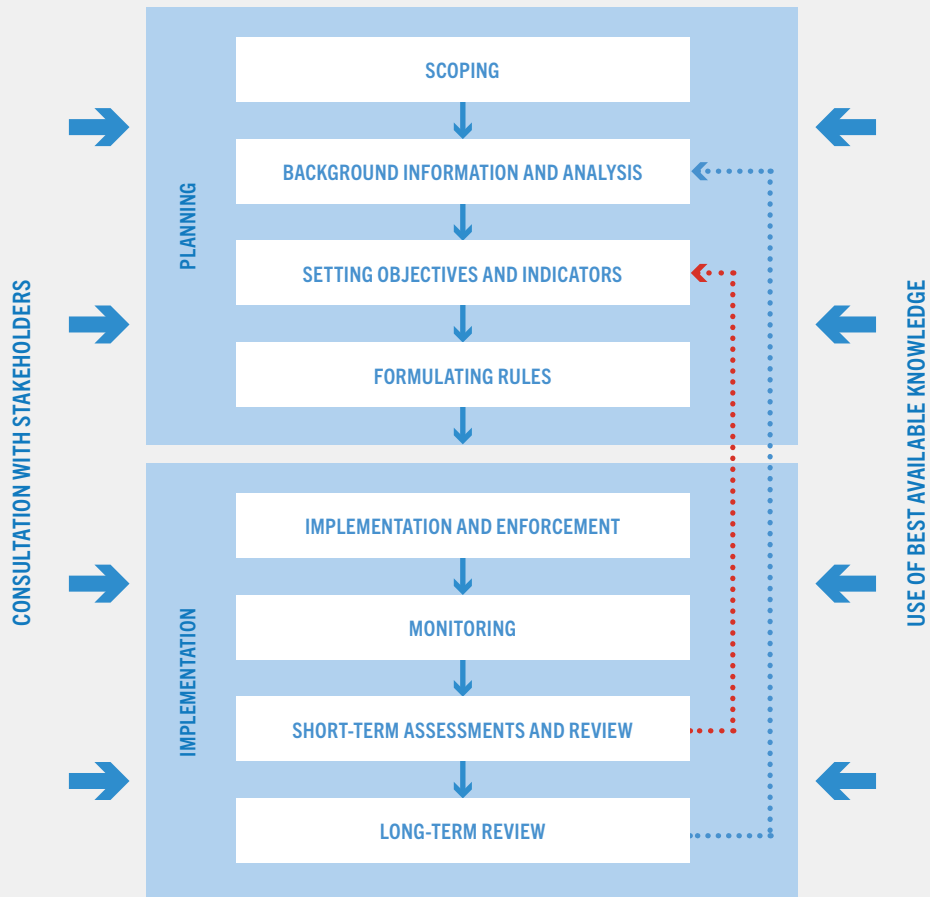 CONSULTATION WITH STAKEHOLDERS
PLANNING
SCOPING
BACKGROUND INFORMATION AND ANALYSIS
SETTING OBJECTIVES AND INDICATORS
FORMULATING RULES
IMPLEMENTATION
IMPLEMENTATION AND ENFORCEMENT
MONITORING
SHORT-TERM ASSESSMENTS AND REVIEW
LONG-TERM REVIEW
USE OF BEST AVAILABLE KNOWLEDGE